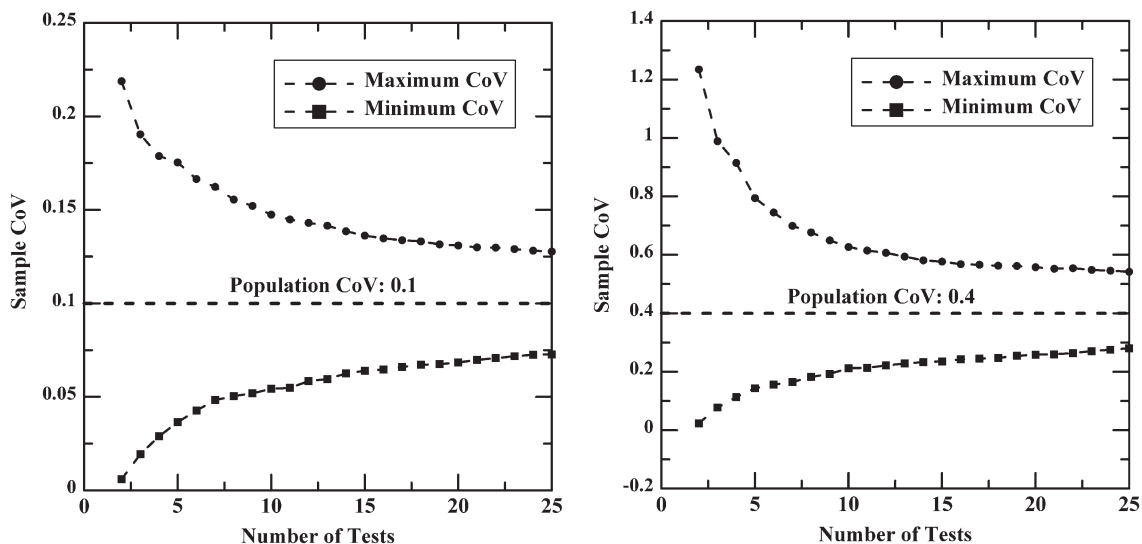 0.25
0.2
0.15
0.1
0.05
0
Sample CoV
Maximum CoV
Minimum CoV
Population CoV: 0.1
0 5 10 15 20 25
Number of Tests
1.4
1.2
1
0.8
0.6
0.4
0.2
0
-0.2
Sample CoV
Maximum CoV
Minimum CoV
Population CoV: 0.4
0 5 10 15 20 25
Number of Tests